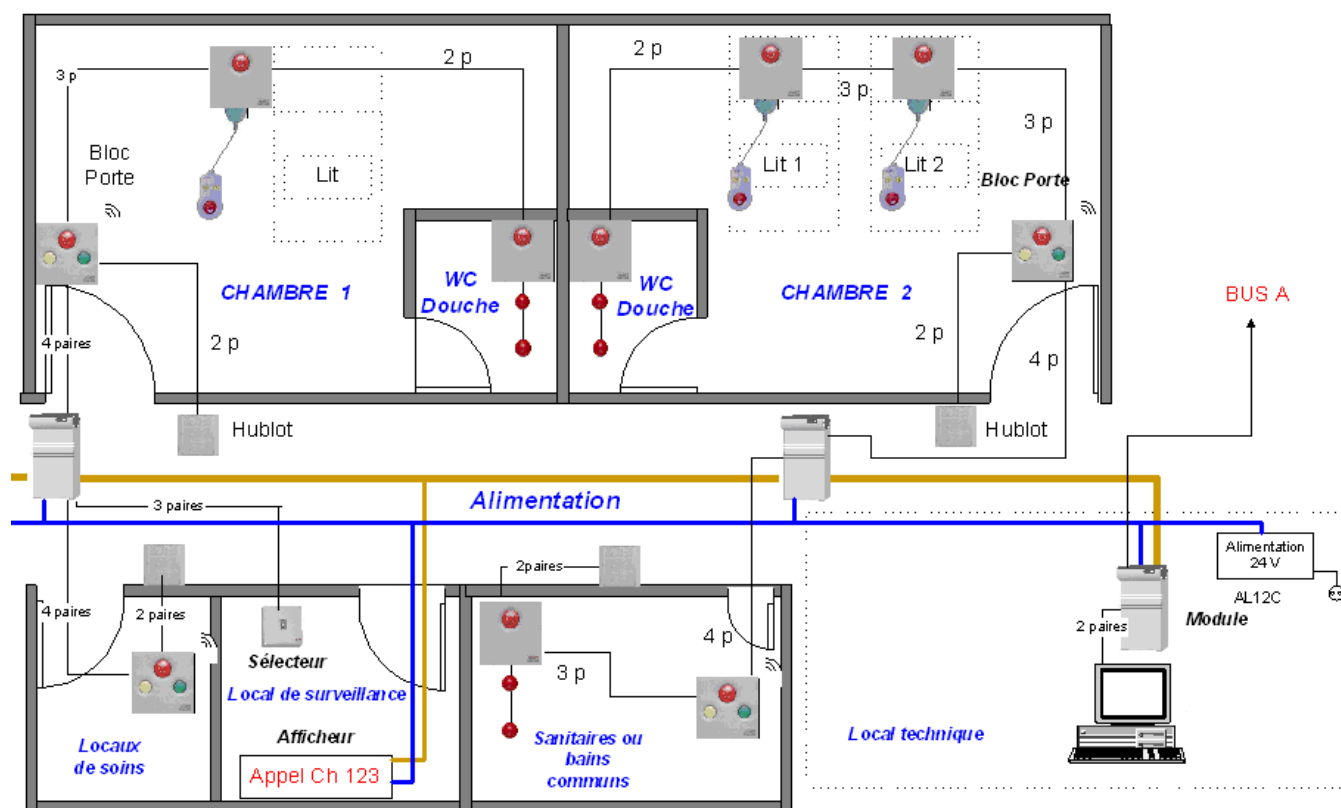 3 p
2 p
2 p
3 p
3 p
Bloc
Porte
Lit
Lit 1
Lit 2
Bloc Porte
CHAMBRE 1
WC
Douche
WC
Douche
CHAMBRE 2
BUS A
4 paires
2 p
2 p
4 p
Hublot
Hublot
Alimentation
3 paires
Alimentation
24 V
AL12C
2paires
4 paires
2 paires
4 p
2 paires
Module
Sélecteur
3 p
Local de surveillance
Afficheur
Locaux
de soins
Appel Ch 123
Sanitaires ou
bains
communs
Local technique